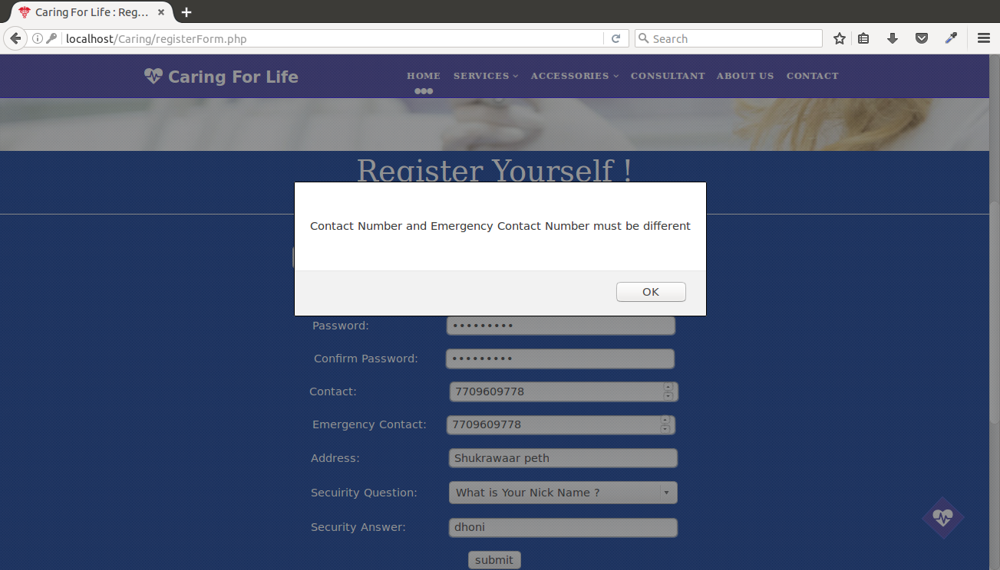 Caring For Life : Reg...
localhost/Caring/registerForm.php
Search
Caring For Life
HOME SERVICES ACCESSORIES CONSULTANT ABOUT US CONTACT
Register Yourself !
Contact Number and Emergency Contact Number must be different
OK
Password: •••••••••
Confirm Password: •••••••••
Contact: 7709609778
Emergency Contact: 7709609778
Address: Shukrawaar peth
Secuirity Question: What is Your Nick Name ?
Security Answer: dhoni
submit